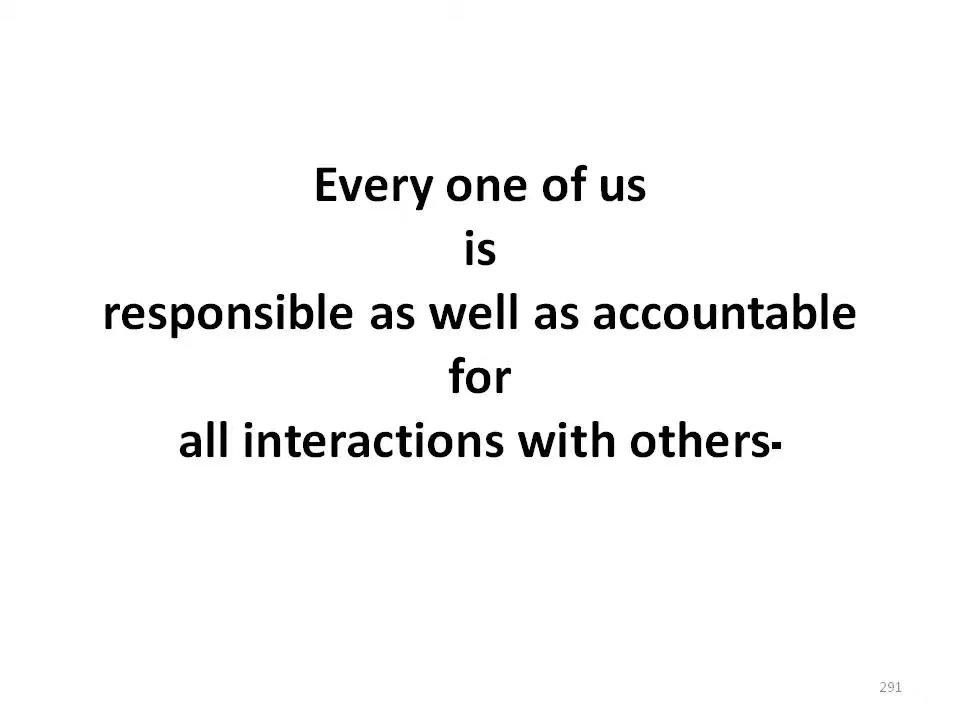 Every one of us
is
responsible as well as accountable
for
all interactions with others-
291